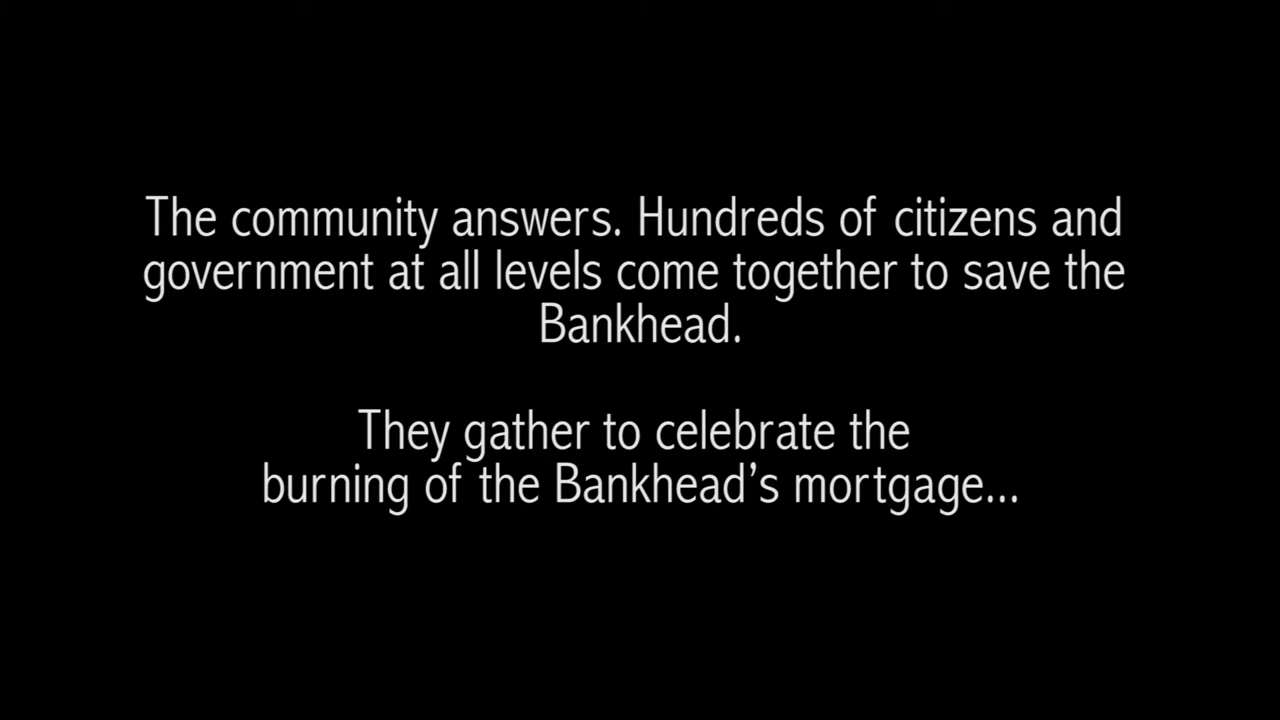 The community answers. Hundreds of citizens and
government at all levels come together to save the
Bankhead.
They gather to celebrate the
burning of the Bankhead’s mortgage...